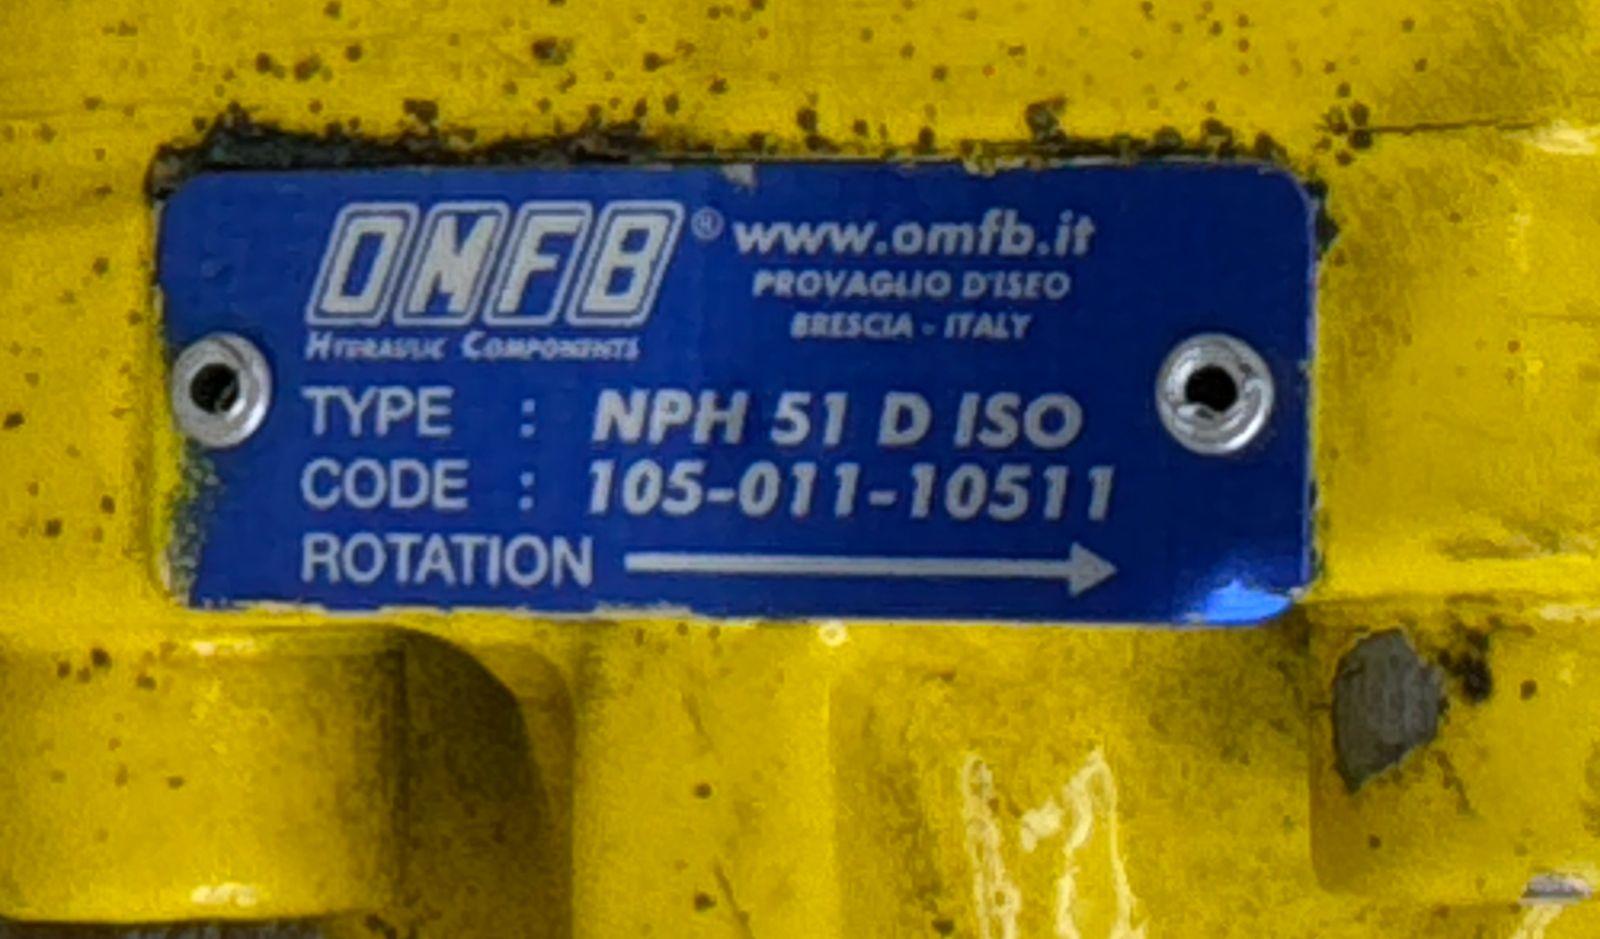 OMFB® www.omfb.it
PROVAGLIO D'ISEO
BRESCIA - ITALY
HYDRAULIC COMPONENTS
TYPE : NPH 51 D ISO
CODE : 105-011-10511
ROTATION